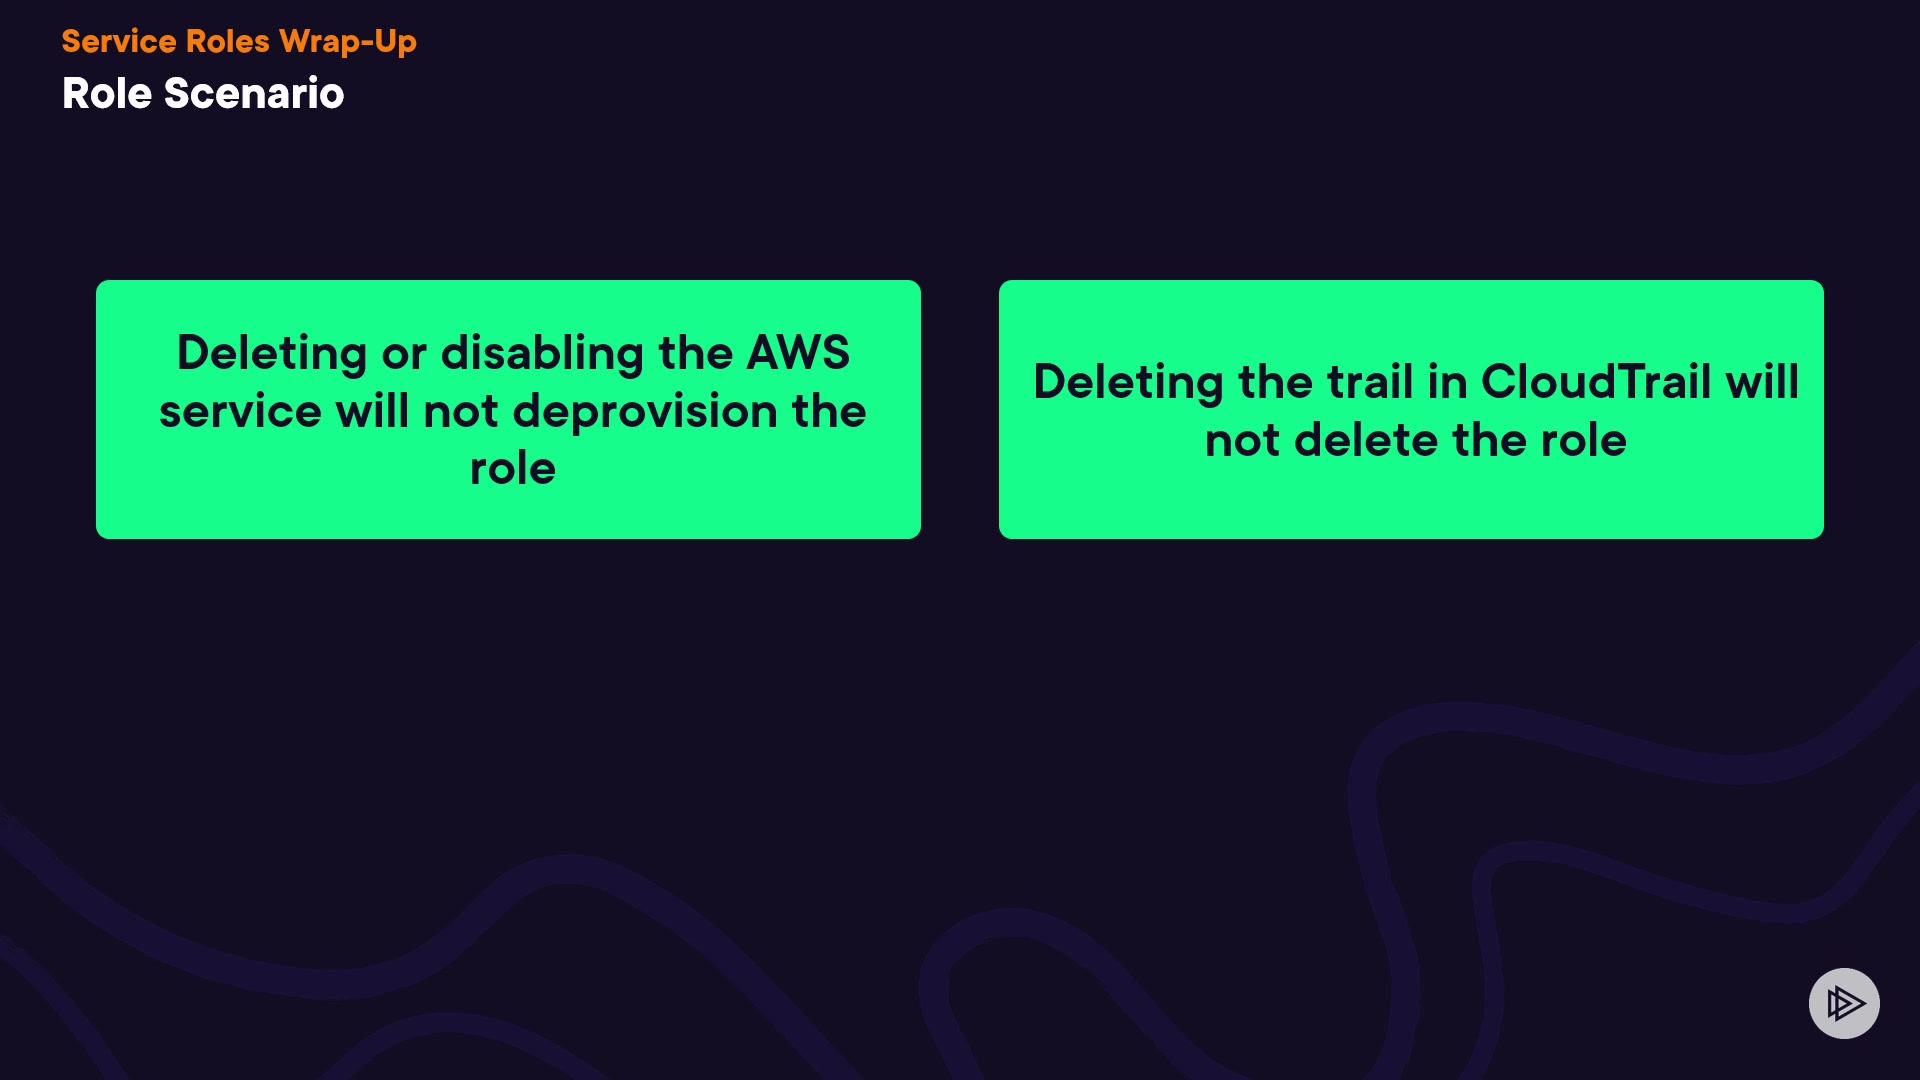 Service Roles Wrap-Up
Role Scenario
Deleting or disabling the AWS
service will not deprovision the
role
Deleting the trail in CloudTrail will
not delete the role